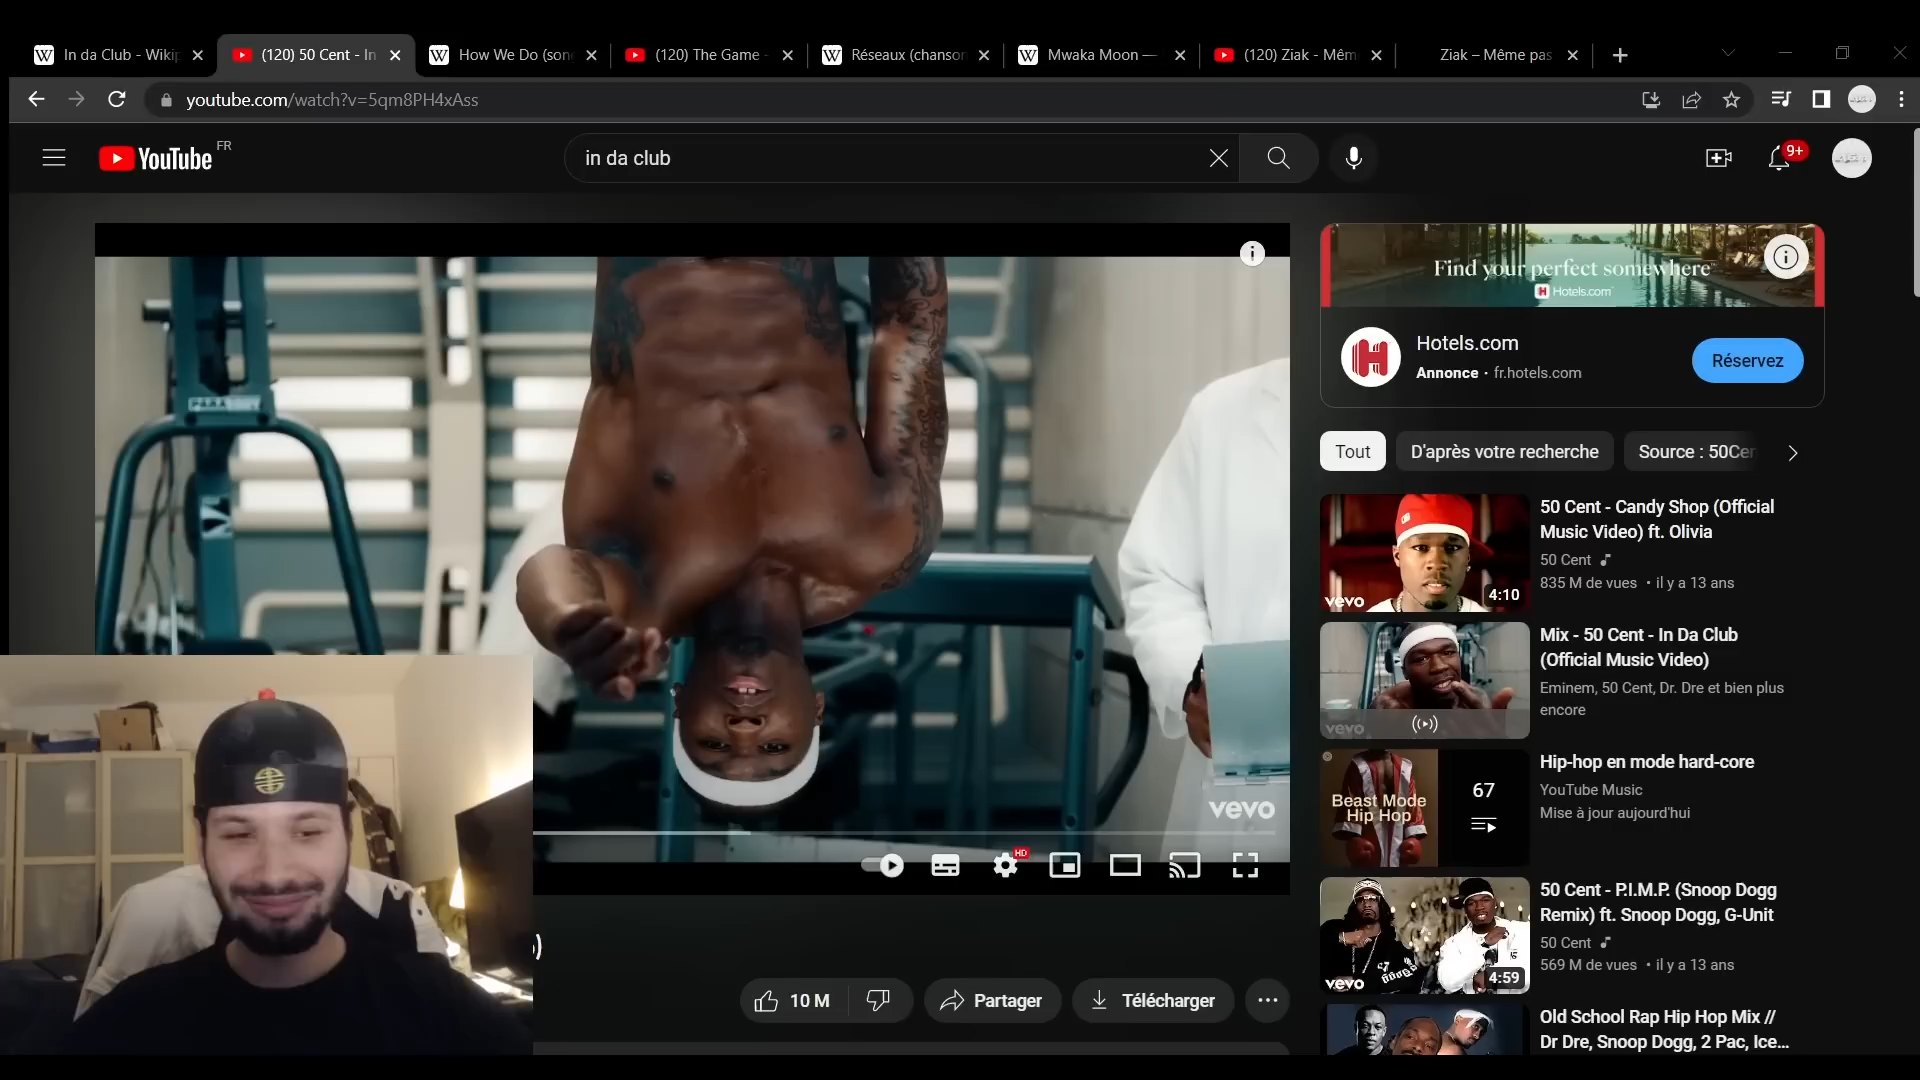 In da Club - Wikip
(120) 50 Cent - In
How We Do (son
(120) The Game -
Réseaux (chanson
Mwaka Moon —
(120) Ziak - Mêm
Ziak – Même pas
youtube.com/watch?v=5qm8PH4xAss
YouTube FR
in da club
9+
Find your perfect somewhere
Hotels.com
Hotels.com
Annonce · fr.hotels.com
Réservez
Tout
D'après votre recherche
Source : 50Cen
50 Cent - Candy Shop (Official
Music Video) ft. Olivia
50 Cent
835 M de vues • il y a 13 ans
vevo
4:10
Mix - 50 Cent - In Da Club
(Official Music Video)
Eminem, 50 Cent, Dr. Dre et bien plus
encore
vevo
Hip-hop en mode hard-core
YouTube Music
Mise à jour aujourd'hui
Beast Mode
Hip Hop
67
50 Cent - P.I.M.P. (Snoop Dogg
Remix) ft. Snoop Dogg, G-Unit
50 Cent
569 M de vues • il y a 13 ans
vevo
4:59
Old School Rap Hip Hop Mix //
Dr Dre, Snoop Dogg, 2 Pac, Ice...
vevo
HD
)
10 M
Partager
Télécharger